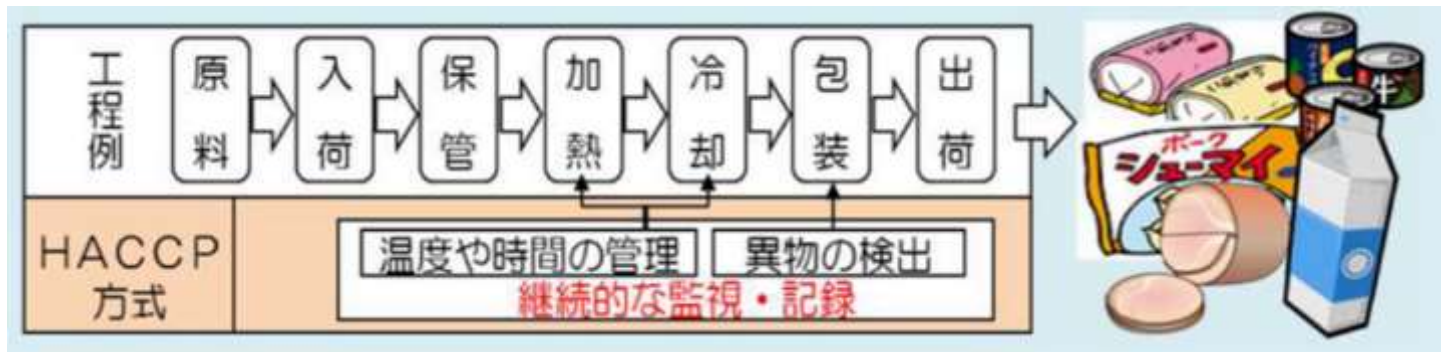 工程例
原料
入荷
保管
加熱
冷却
包装
出荷
HACCP
方式
温度や時間の管理
異物の検出
継続的な監視・記録
ポーク
シューマイ
牛